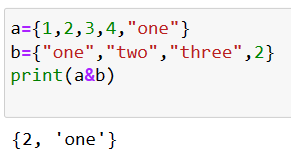 a={1,2,3,4,"one"}
b={"one","two","three",2}
print(a&b)
{2, 'one'}